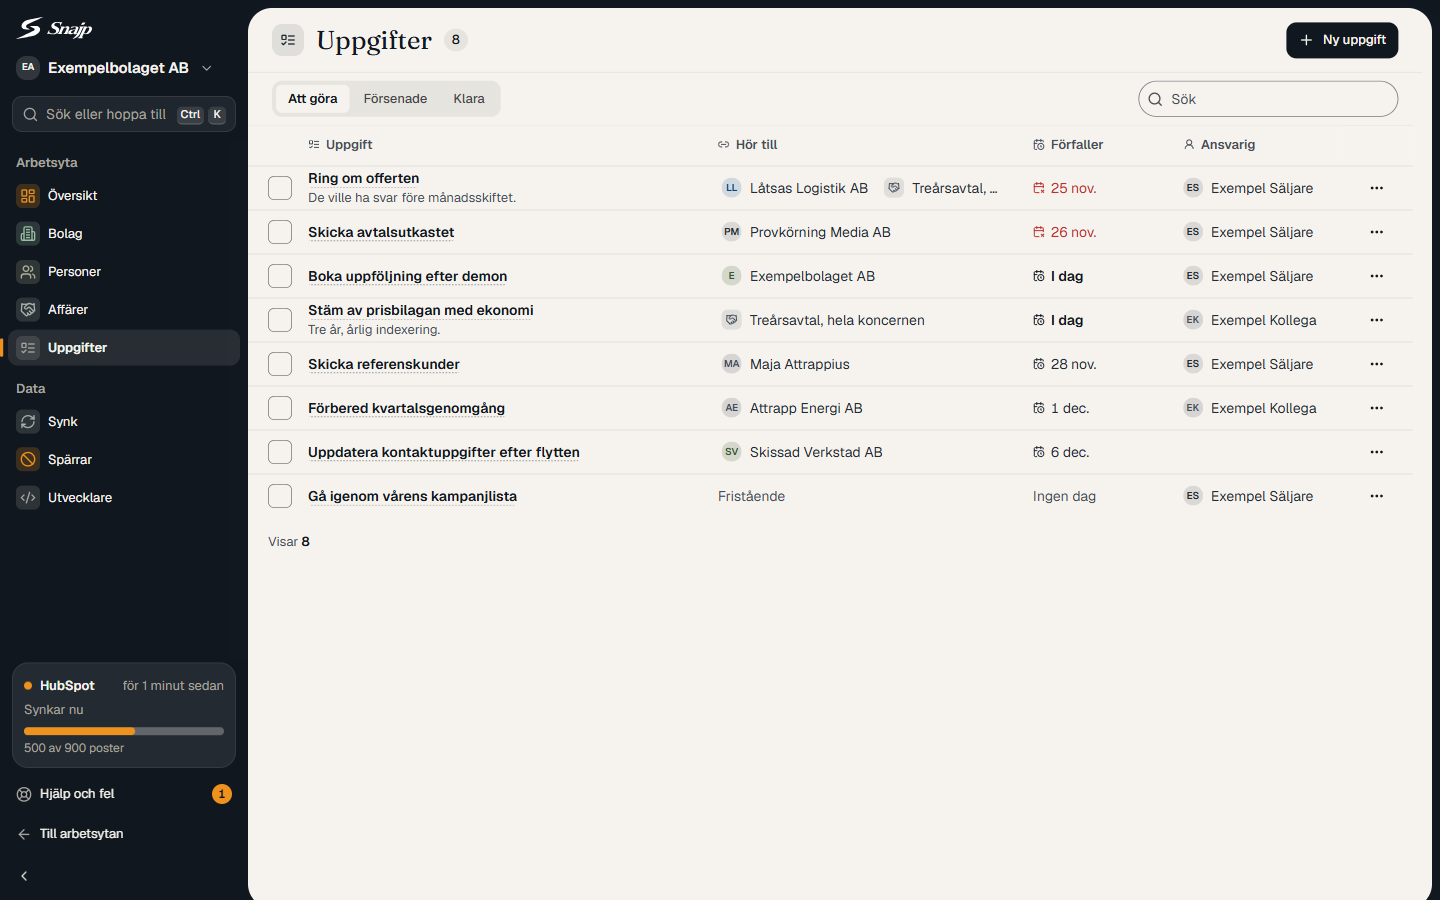 Snajp
EA Exempelbolaget AB
Sök eller hoppa till Ctrl K
Arbetsyta
Översikt
Bolag
Personer
Affärer
Uppgifter
Data
Synk
Spärrar
Utvecklare
HubSpot för 1 minut sedan
Synkar nu
500 av 900 poster
Hjälp och fel 1
Till arbetsytan
Uppgifter 8
Ny uppgift
Att göra Försenade Klara
Sök
Uppgift Hör till Förfaller Ansvarig
Ring om offerten
De ville ha svar före månadsskiftet.
LL Låtsas Logistik AB Treårsavtal, ... 25 nov. ES Exempel Säljare
Skicka avtalsutkastet PM Provkörning Media AB 26 nov. ES Exempel Säljare
Boka uppföljning efter demon E Exempelbolaget AB I dag ES Exempel Säljare
Stäm av prisbilagan med ekonomi
Tre år, årlig indexering.
Treårsavtal, hela koncernen I dag EK Exempel Kollega
Skicka referenskunder MA Maja Attrappius 28 nov. ES Exempel Säljare
Förbered kvartalsgenomgång AE Attrapp Energi AB 1 dec. EK Exempel Kollega
Uppdatera kontaktuppgifter efter flytten SV Skissad Verkstad AB 6 dec.
Gå igenom vårens kampanjlista Fristående Ingen dag ES Exempel Säljare
Visar 8